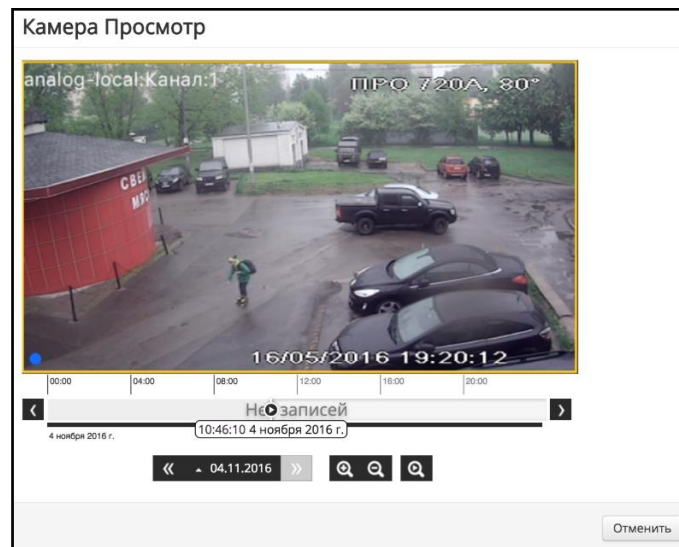 Камера Просмотр
analog-local:Канал:1
ПРО 720А, 80°
СВЕ
МЯС
16/05/2016 19:20:12
00:00 04:00 08:00 12:00 16:00 20:00
Нет записей
10:46:10 4 ноября 2016 г.
4 ноября 2016 г.
04.11.2016
Отменить